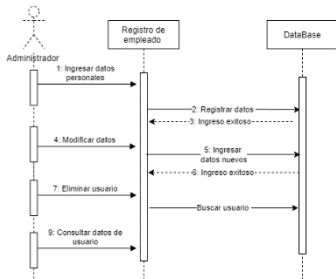 Registro de
empleado
DataBase
Administrador
1: Ingresar datos
personales
2: Registrar datos
3: Ingreso exitoso
4: Modificar datos
5: Ingresar
datos nuevos
6: Ingreso exitoso
7: Eliminar usuario
Buscar usuario
9: Consultar datos de
usuario